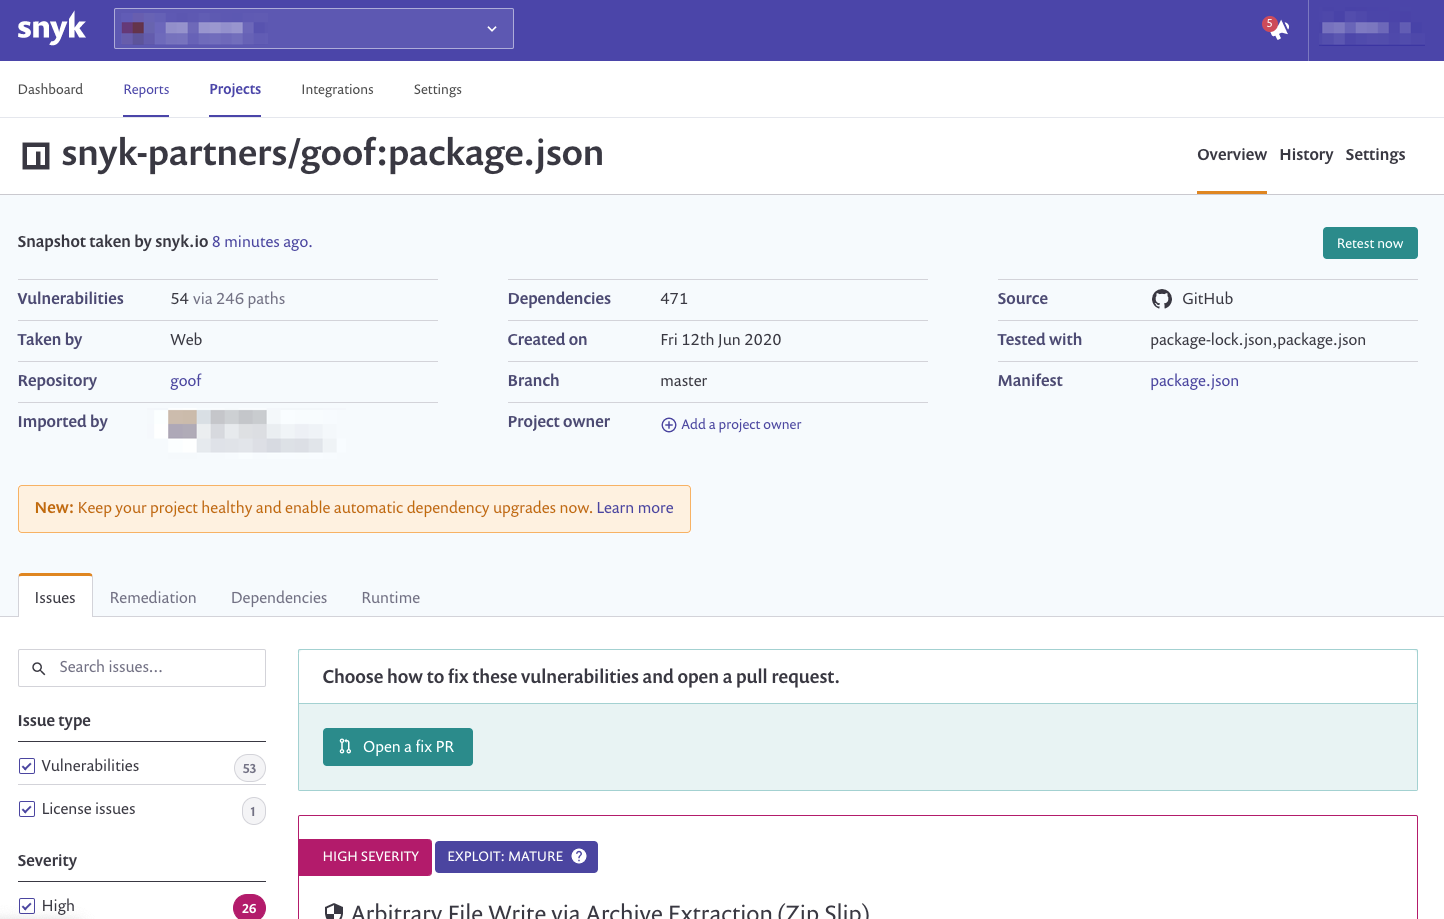 snyk
5
Dashboard Reports Projects Integrations Settings
snyk-partners/goof:package.json
Overview History Settings
Snapshot taken by snyk.io 8 minutes ago.
Retest now
Vulnerabilities 54 via 246 paths
Dependencies 471
Source GitHub
Taken by Web
Created on Fri 12th Jun 2020
Tested with package-lock.json,package.json
Repository goof
Branch master
Manifest package.json
Imported by
Project owner Add a project owner
New: Keep your project healthy and enable automatic dependency upgrades now. Learn more
Issues Remediation Dependencies Runtime
Search issues...
Choose how to fix these vulnerabilities and open a pull request.
Issue type
Open a fix PR
Vulnerabilities 53
License issues 1
Severity
HIGH SEVERITY EXPLOIT: MATURE ?
High 26
Arbitrary File Write via Archive Extraction (Zip Slip)